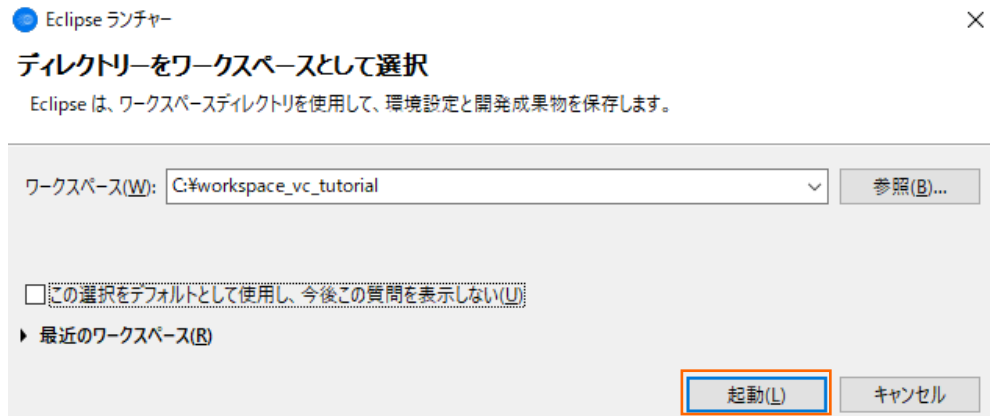 Eclipse ランチャー
ディレクトリーをワークスペースとして選択
Eclipse は、ワークスペースディレクトリを使用して、環境設定と開発成果物を保存します。
ワークスペース(W): C:¥workspace_vc_tutorial 参照(B)...
この選択をデフォルトとして使用し、今後この質問を表示しない(U)
最近のワークスペース(R)
起動(L) キャンセル